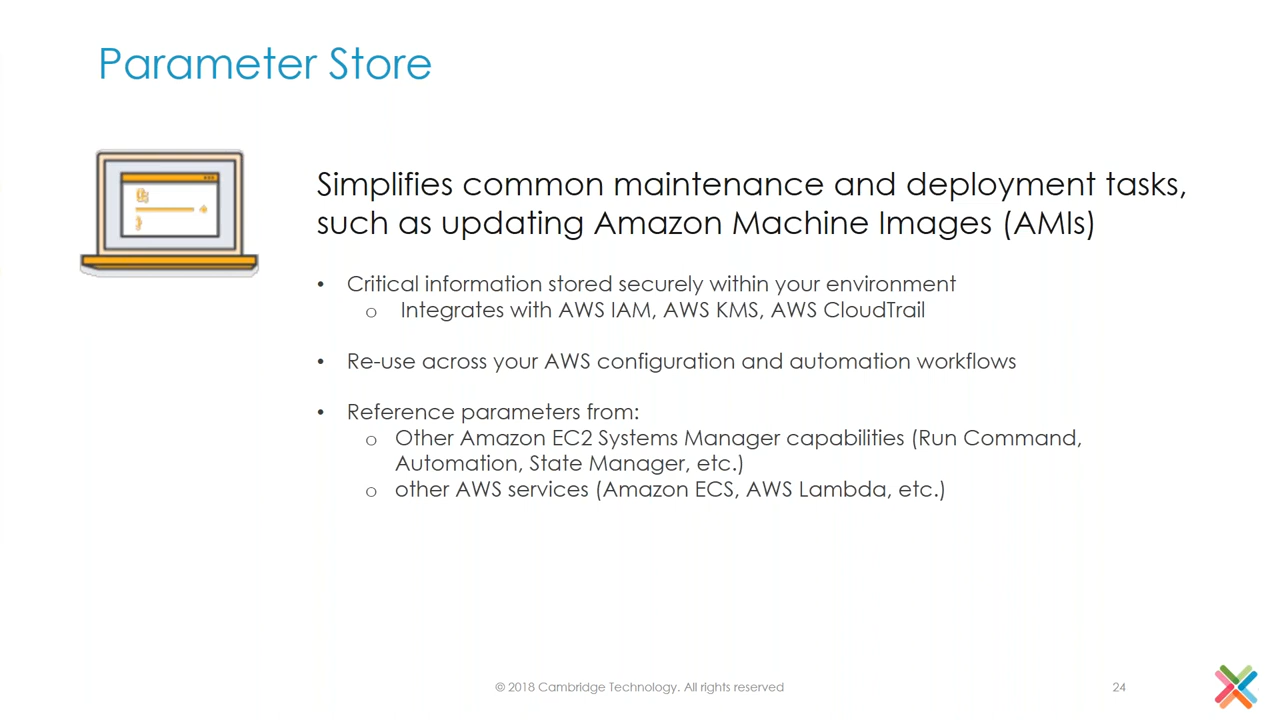 Parameter Store
Simplifies common maintenance and deployment tasks,
such as updating Amazon Machine Images (AMIs)
• Critical information stored securely within your environment
o Integrates with AWS IAM, AWS KMS, AWS CloudTrail
• Re-use across your AWS configuration and automation workflows
• Reference parameters from:
o Other Amazon EC2 Systems Manager capabilities (Run Command,
Automation, State Manager, etc.)
o other AWS services (Amazon ECS, AWS Lambda, etc.)
© 2018 Cambridge Technology. All rights reserved
24